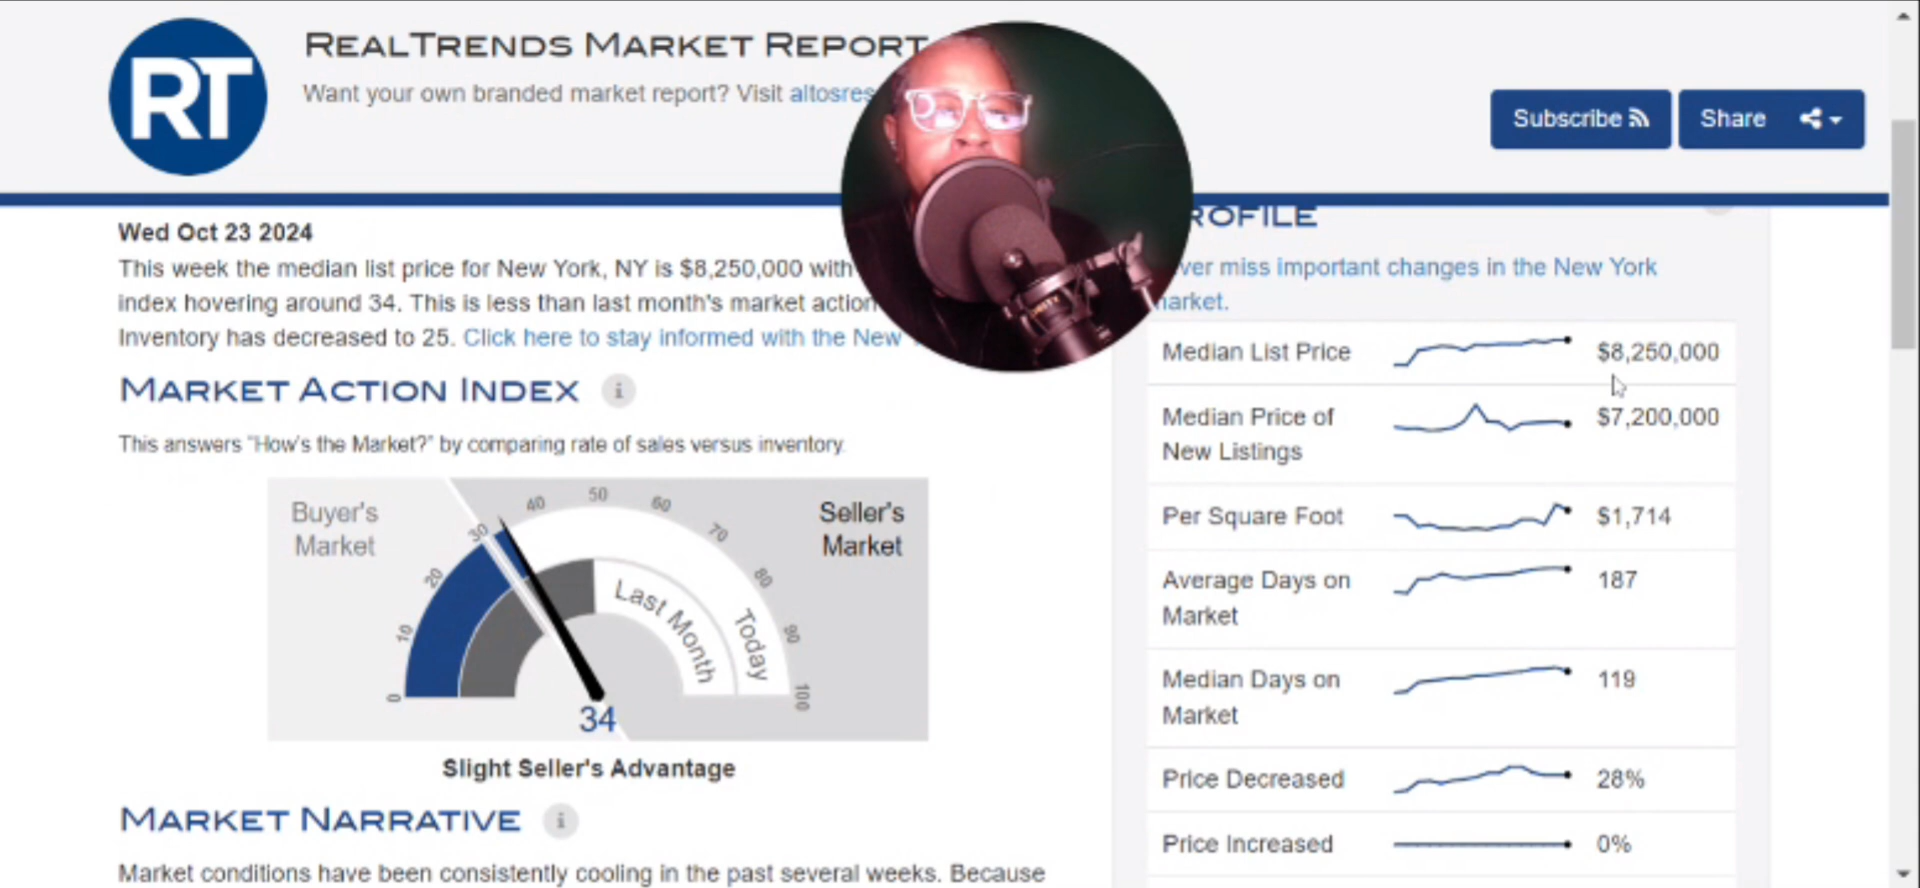 RT
REALTRENDS MARKET REPORT
Want your own branded market report? Visit altosres
Subscribe
Share
Wed Oct 23 2024
This week the median list price for New York, NY is $8,250,000 with
index hovering around 34. This is less than last month's market action
Inventory has decreased to 25. Click here to stay informed with the New
MARKET ACTION INDEX
This answers "How's the Market?" by comparing rate of sales versus inventory.
Buyer's
Market
Seller's
Market
0
10
20
30
40
50
60
70
80
90
100
Last Month
Today
34
Slight Seller's Advantage
MARKET NARRATIVE
Market conditions have been consistently cooling in the past several weeks. Because
ROFILE
ver miss important changes in the New York
arket.
Median List Price $8,250,000
Median Price of $7,200,000
New Listings
Per Square Foot $1,714
Average Days on 187
Market
Median Days on 119
Market
Price Decreased 28%
Price Increased 0%